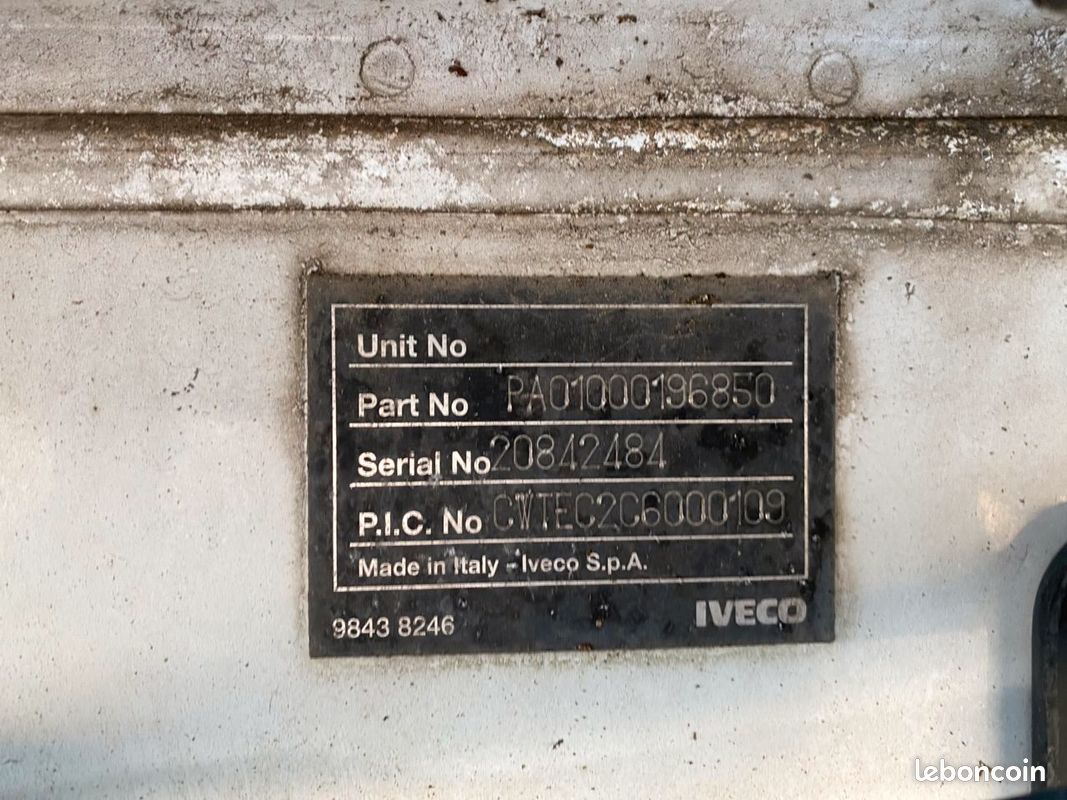 Unit No
Part No PA01000196850
Serial No 20842484
P.I.C. No CWTEC2C6000109
Made in Italy - Iveco S.p.A.
9843 8246 IVECO
leboncoin